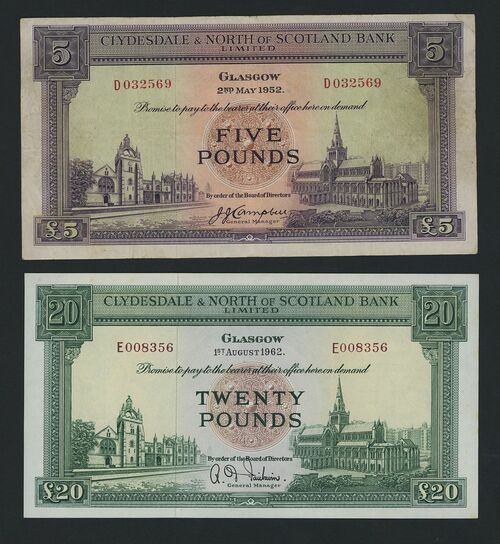 5 CLYDESDALE & NORTH OF SCOTLAND BANK 5
LIMITED
GLASGOW
D 032569 D 032569
2ND MAY 1952.
Promise to pay to the bearer at their office here on demand
FIVE
POUNDS
By order of the Board of Directors
J J Campbell
General Manager
£5 £5
20 CLYDESDALE & NORTH OF SCOTLAND BANK 20
LIMITED
GLASGOW
E008356 E008356
1ST AUGUST 1962.
Promise to pay to the bearer at their office here on demand
TWENTY
POUNDS
By order of the Board of Directors
R. D. Fairbairn.
General Manager
£20 £20